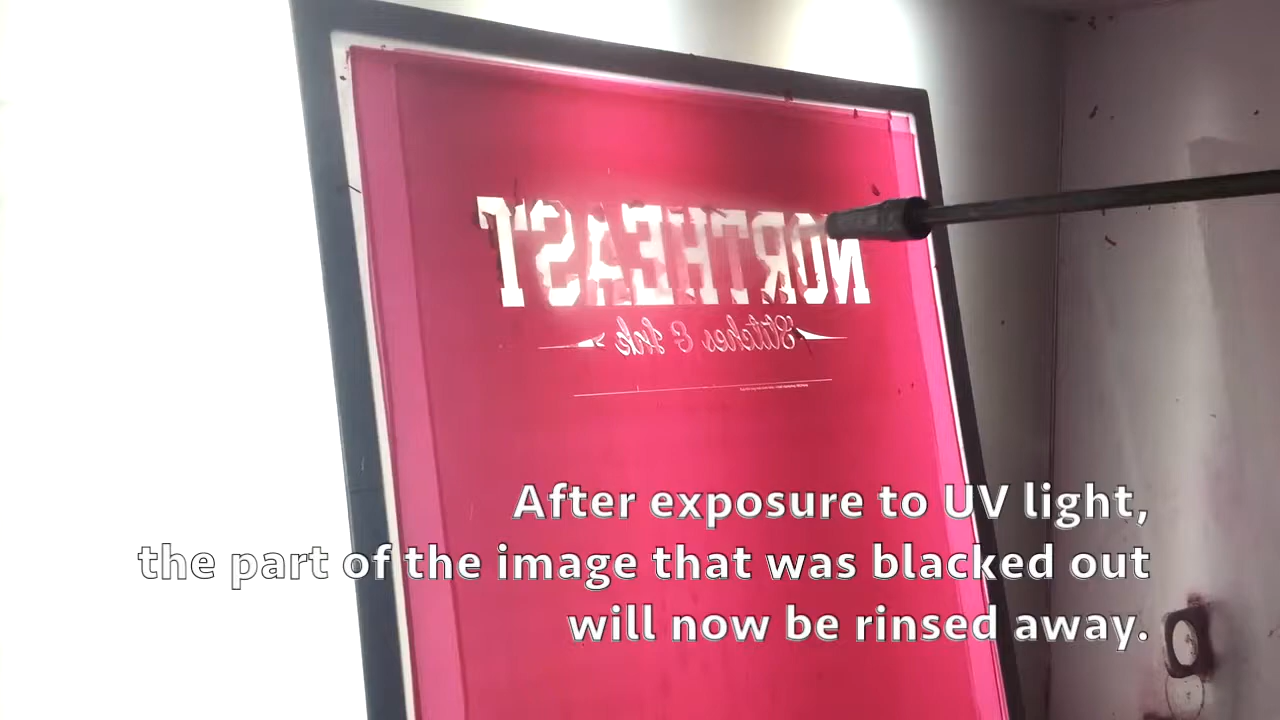 NORTHEAST
Stitches & Ink
After exposure to UV light,
the part of the image that was blacked out
will now be rinsed away.